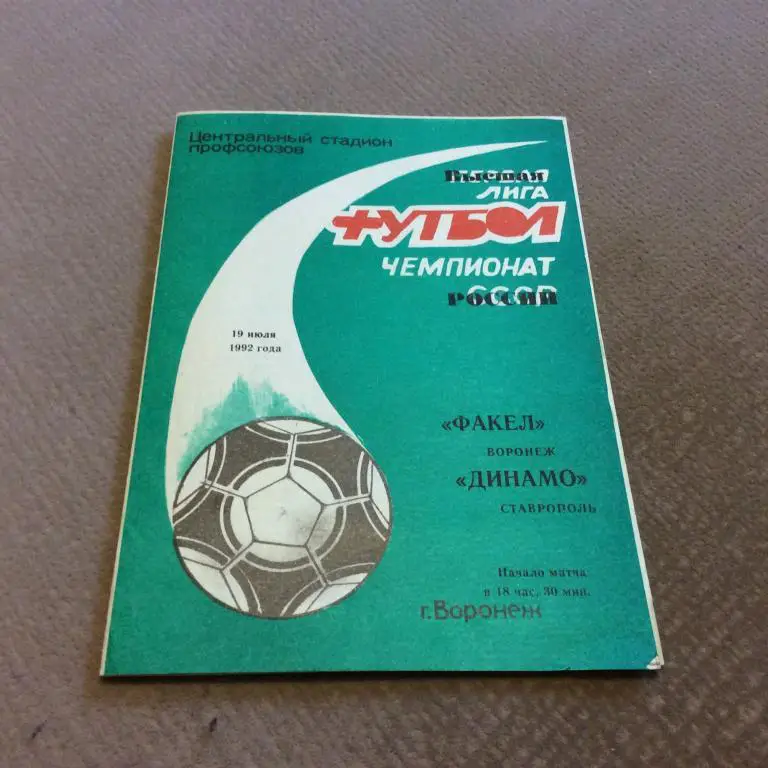 Центральный стадион
профсоюзов
Высшая
ЛИГА
ФУТБОЛ
ЧЕМПИОНАТ
СССР
РОССИИ
19 июля
1992 года
«ФАКЕЛ»
ВОРОНЕЖ
«ДИНАМО»
СТАВРОПОЛЬ
Начало матча
в 18 час. 30 мин.
г.Воронеж